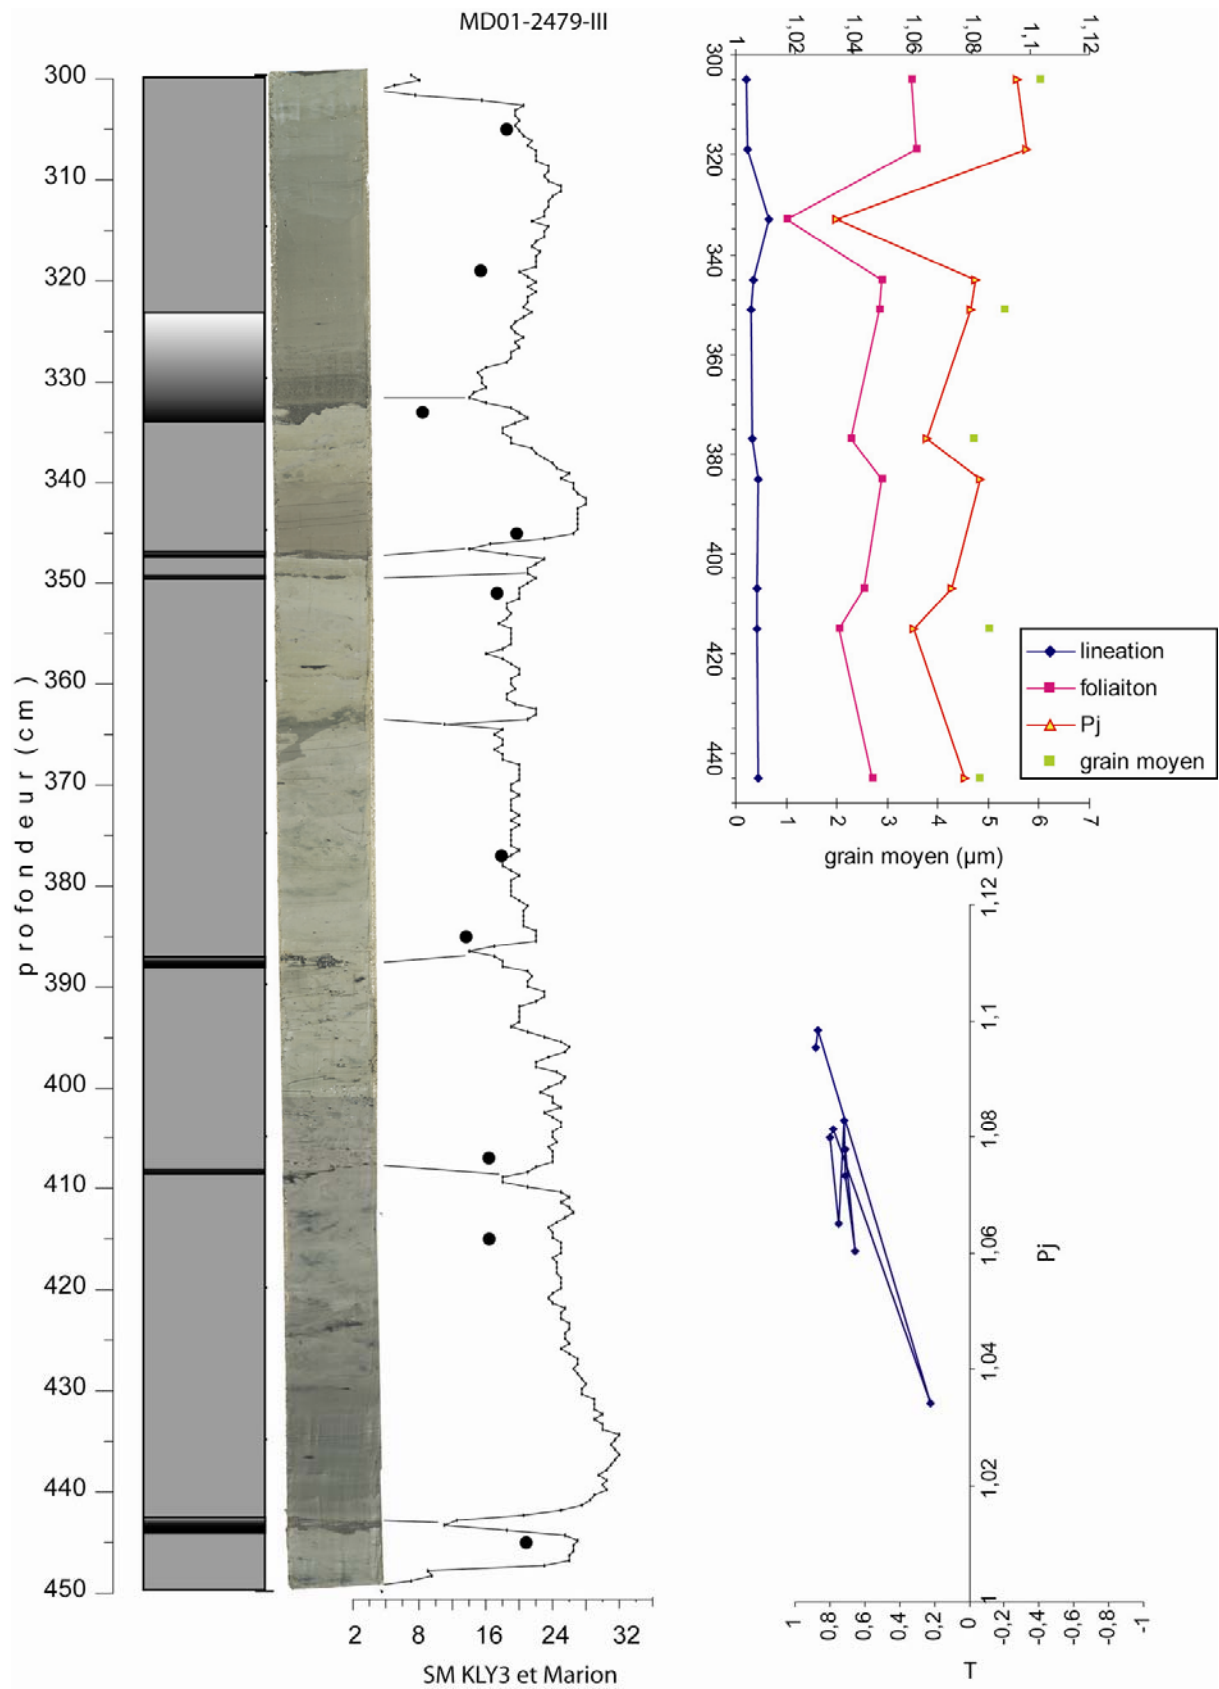 MD01-2479-III
profondeur (cm)
300
310
320
330
340
350
360
370
380
390
400
410
420
430
440
450
2 8 16 24 32
SM KLY3 et Marion
1 1,02 1,04 1,06 1,08 1,1 1,12
300
320
340
360
380
400
420
440
0 1 2 3 4 5 6 7
grain moyen (µm)
lineation
foliaiton
Pj
grain moyen
1,12
1,1
1,08
1,06
1,04
1,02
1
Pj
1 0,8 0,6 0,4 0,2 0 -0,2 -0,4 -0,6 -0,8 -1
T